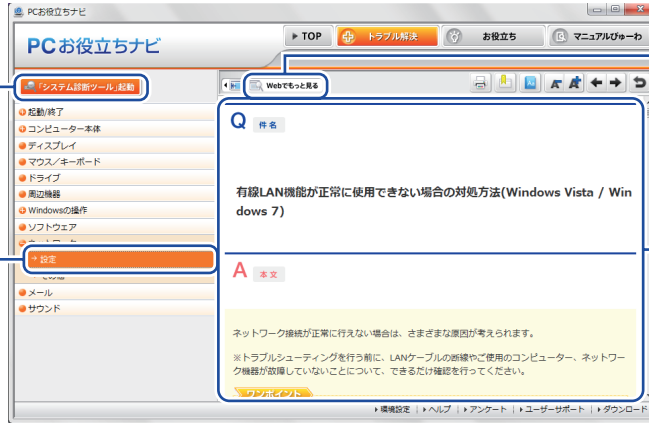 PCお役立ちナビ
PCお役立ちナビ
TOP
トラブル解決
お役立ち
マニュアルびゅーわ
「システム診断ツール」起動
Webでもっと見る
起動/終了
コンピューター本体
ディスプレイ
マウス/キーボード
ドライブ
周辺機器
Windowsの操作
ソフトウェア
設定
メール
サウンド
Q 件名
有線LAN機能が正常に使用できない場合の対処方法(Windows Vista / Win
dows 7)
A 本文
ネットワーク接続が正常に行えない場合は、さまざまな原因が考えられます。
※トラブルシューティングを行う前に、LANケーブルの断線やご使用のコンピューター、ネットワー
ク機器が故障していないことについて、できるだけ確認を行ってください。
ワンポイント
環境設定 | ヘルプ | アンケート | ユーザーサポート | ダウンロード